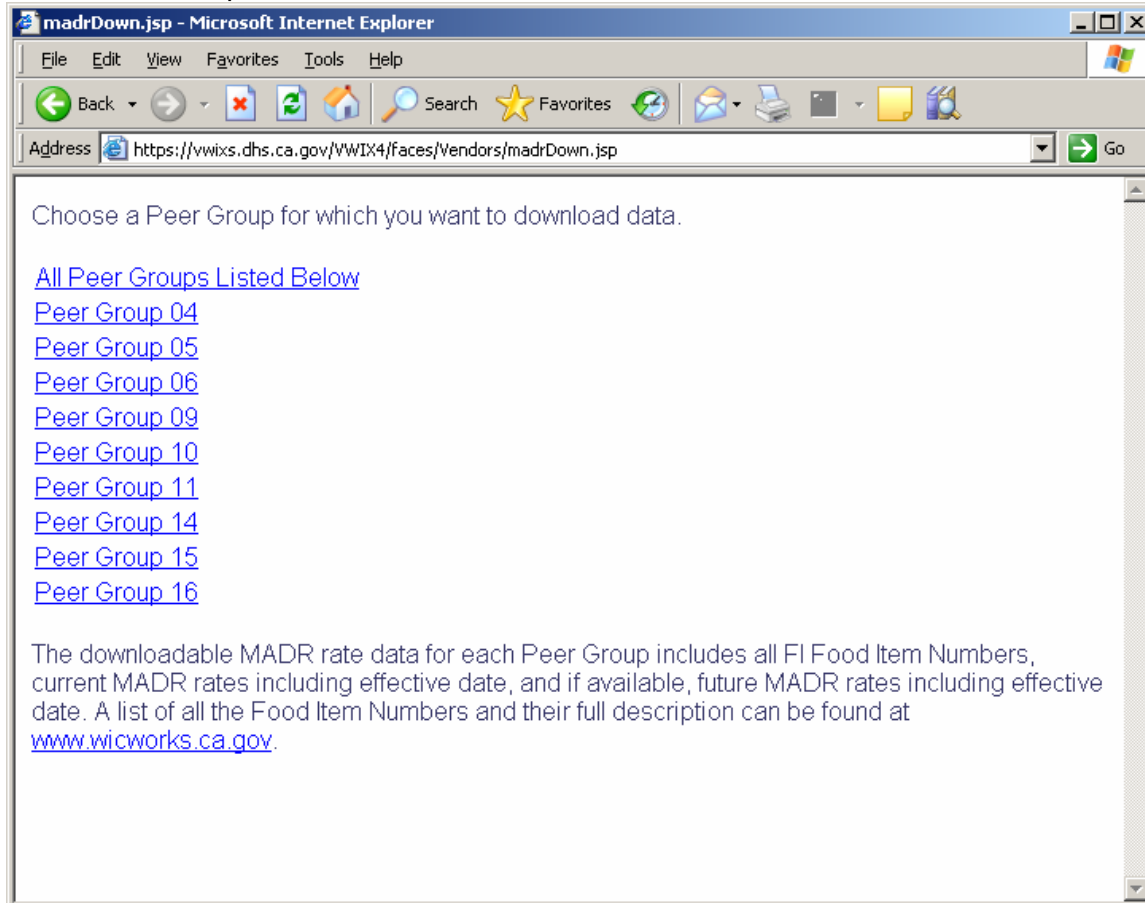 madrDown.jsp - Microsoft Internet Explorer
File Edit View Favorites Tools Help
Back Search Favorites
Address https://vwixs.dhs.ca.gov/VWIX4/faces/Vendors/madrDown.jsp Go
Choose a Peer Group for which you want to download data.
All Peer Groups Listed Below
Peer Group 04
Peer Group 05
Peer Group 06
Peer Group 09
Peer Group 10
Peer Group 11
Peer Group 14
Peer Group 15
Peer Group 16
The downloadable MADR rate data for each Peer Group includes all FI Food Item Numbers,
current MADR rates including effective date, and if available, future MADR rates including effective
date. A list of all the Food Item Numbers and their full description can be found at
www.wicworks.ca.gov.